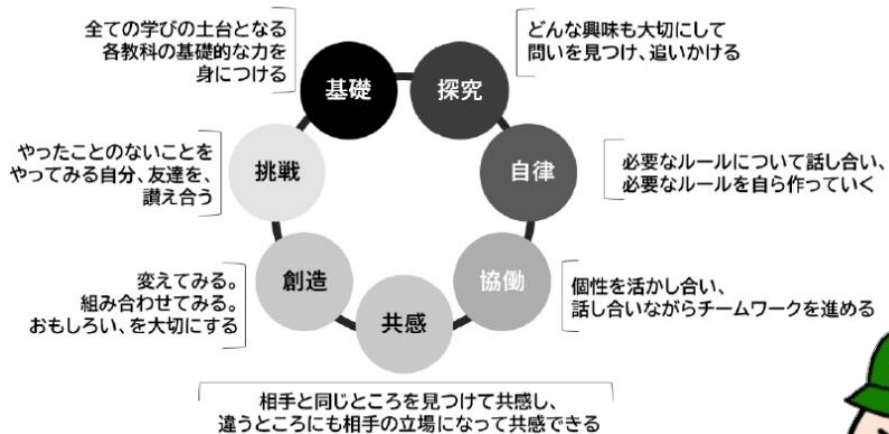 全ての学びの土台となる
各教科の基礎的な力を
身につける
基礎
探究
どんな興味も大切にして
問いを見つけ、追いかける
やったことのないことを
やってみる自分、友達を、
讃え合う
挑戦
自律
必要なルールについて話し合い、
必要なルールを自ら作っていく
変えてみる。
組み合わせてみる。
おもしろい、を大切にする
創造
協働
個性を活かし合い、
話し合いながらチームワークを進める
共感
相手と同じところを見つけて共感し、
違うところにも相手の立場になって共感できる